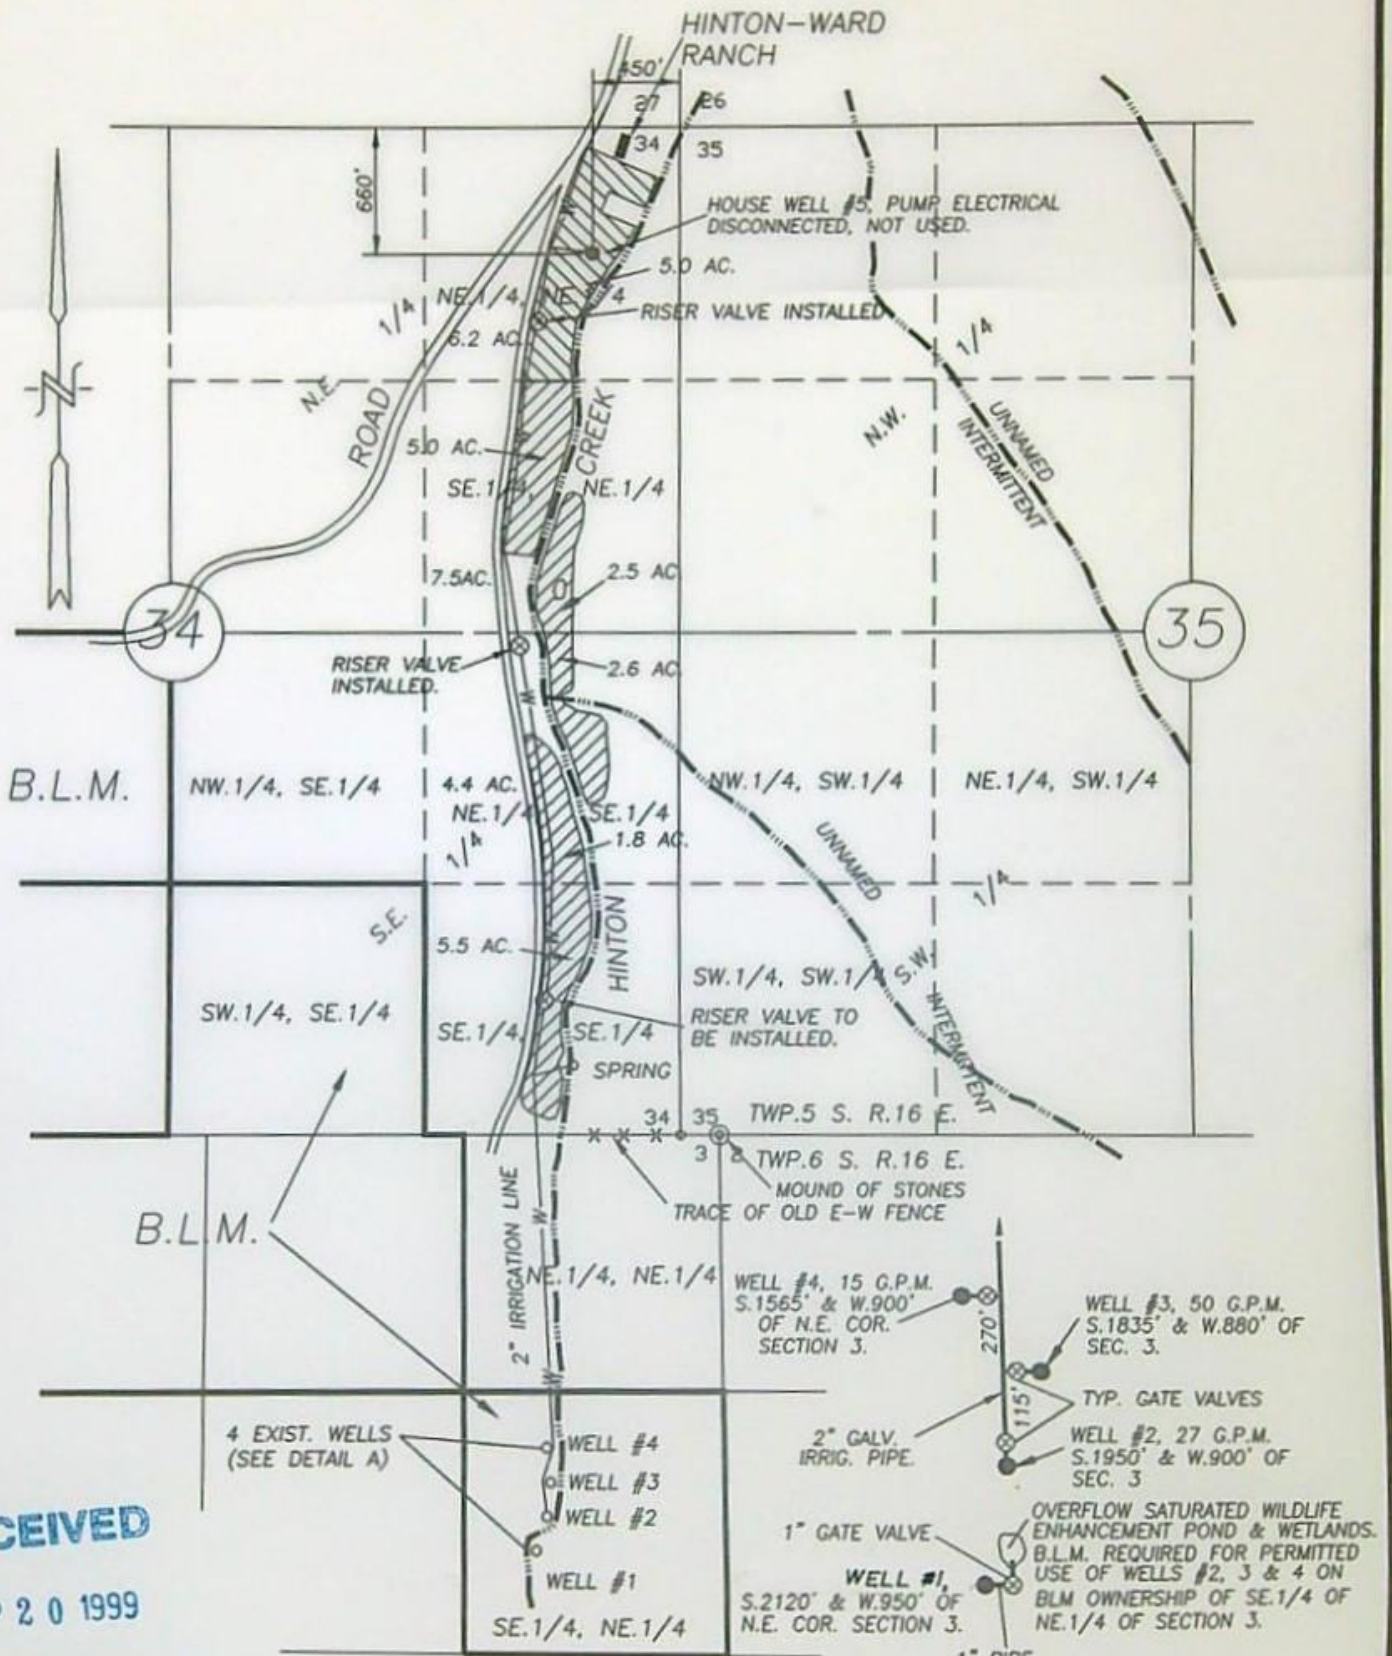 HINTON-WARD
RANCH
450'
27 26
34 35
660'
HOUSE WELL #5, PUMP ELECTRICAL
DISCONNECTED, NOT USED.
5.0 AC.
NE.1/4, NE.1/4
RISER VALVE INSTALLED
6.2 AC.
1/4
N.E.
ROAD
N
1/4
N.W.
UNNAMED
INTERMITTENT
CREEK
5.0 AC.
SE.1/4, NE.1/4
7.5AC.
2.5 AC
34
35
RISER VALVE
INSTALLED.
2.6 AC.
W
B.L.M.
NW.1/4, SE.1/4
4.4 AC.
NE.1/4 SE.1/4
NW.1/4, SW.1/4
NE.1/4, SW.1/4
1.8 AC.
1/4
S.E.
UNNAMED
INTERMITTENT
1/4
S.W.
HINTON
5.5 AC.
SW.1/4, SE.1/4
SE.1/4, SE.1/4
SW.1/4, SW.1/4
RISER VALVE TO
BE INSTALLED.
SPRING
34 35
TWP.5 S. R.16 E.
3 2
TWP.6 S. R.16 E.
MOUND OF STONES
TRACE OF OLD E-W FENCE
B.L.M.
2" IRRIGATION LINE
W
NE.1/4, NE.1/4
W
WELL #4, 15 G.P.M.
S.1565' & W.900'
OF N.E. COR.
SECTION 3.
270'
WELL #3, 50 G.P.M.
S.1835' & W.880' OF
SEC. 3.
115'
TYP. GATE VALVES
2" GALV.
IRRIG. PIPE.
WELL #2, 27 G.P.M.
S.1950' & W.900' OF
SEC. 3
4 EXIST. WELLS
(SEE DETAIL A)
WELL #4
WELL #3
WELL #2
WELL #1
SE.1/4, NE.1/4
1" GATE VALVE
OVERFLOW SATURATED WILDLIFE
ENHANCEMENT POND & WETLANDS.
B.L.M. REQUIRED FOR PERMITTED
USE OF WELLS #2, 3 & 4 ON
BLM OWNERSHIP OF SE.1/4 OF
NE.1/4 OF SECTION 3.
WELL #1,
S.2120' & W.950' OF
N.E. COR. SECTION 3.
CEIVED
2 0 1999